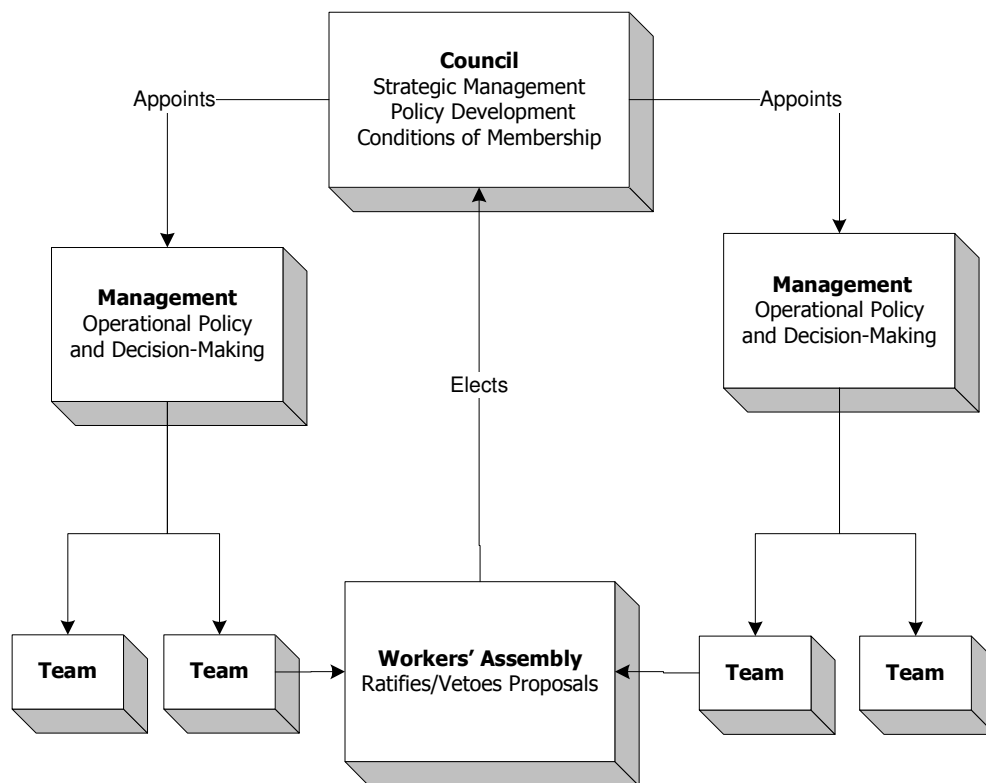 Council
Strategic Management
Policy Development
Conditions of Membership
Appoints
Appoints
Management
Operational Policy
and Decision-Making
Management
Operational Policy
and Decision-Making
Elects
Team
Team
Workers’ Assembly
Ratifies/Vetoes Proposals
Team
Team